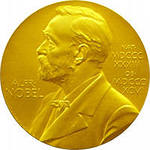 ALFR·
NOBEL
NAT·
MDCCC
XXXIII
OB·
MDCCC
XCVI